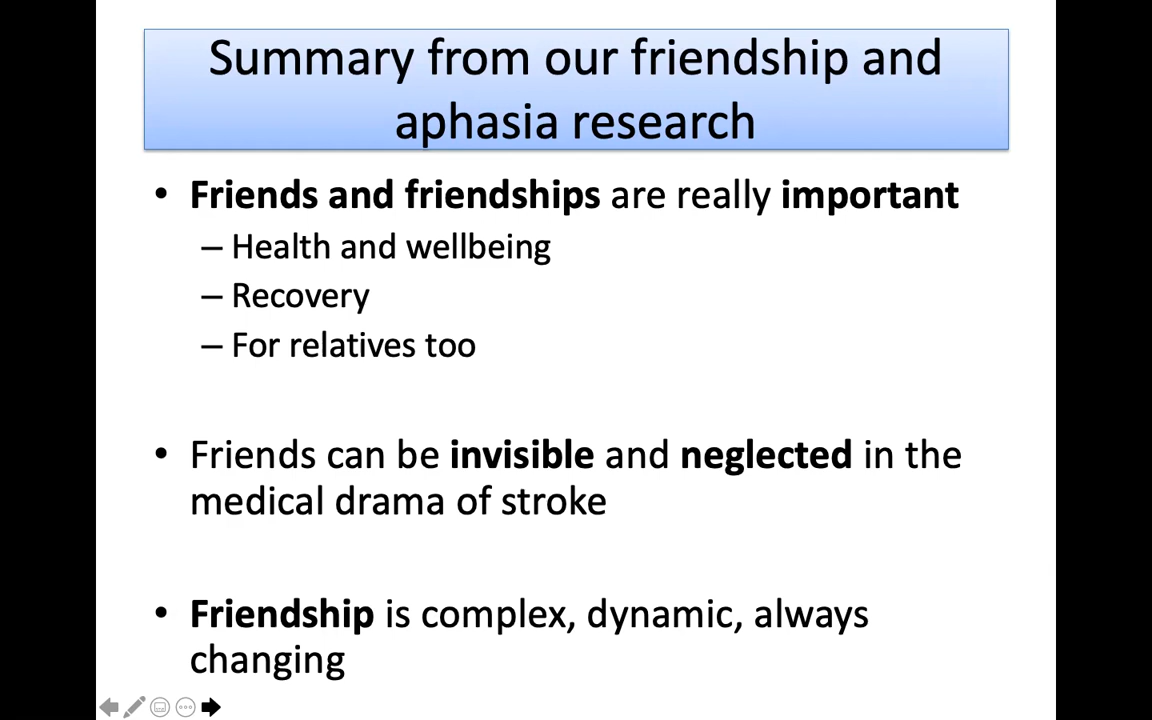 Summary from our friendship and
aphasia research
• Friends and friendships are really important
– Health and wellbeing
– Recovery
– For relatives too
• Friends can be invisible and neglected in the
medical drama of stroke
• Friendship is complex, dynamic, always
changing